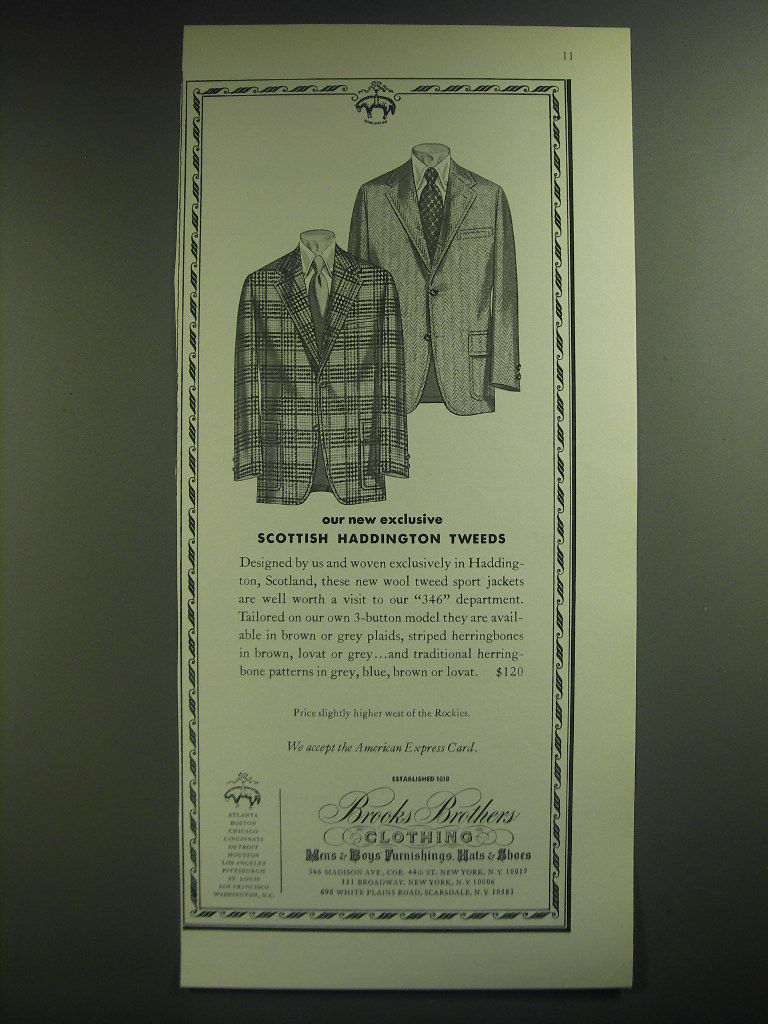 11
our new exclusive
SCOTTISH HADDINGTON TWEEDS
Designed by us and woven exclusively in Hadding-
ton, Scotland, these new wool tweed sport jackets
are well worth a visit to our "346" department.
Tailored on our own 3-button model they are avail-
able in brown or grey plaids, striped herringbones
in brown, lovat or grey...and traditional herring-
bone patterns in grey, blue, brown or lovat. $120
Price slightly higher west of the Rockies.
We accept the American Express Card.
ESTABLISHED 1818
Brooks Brothers
CLOTHING
Mens & Boys' Furnishings, Hats & Shoes
346 MADISON AVE., COR. 44th ST., NEW YORK, N.Y. 10017
111 BROADWAY, NEW YORK, N.Y. 10006
696 WHITE PLAINS ROAD, SCARSDALE, N.Y. 10583
ATLANTA
BOSTON
CHICAGO
CINCINNATI
DETROIT
HOUSTON
LOS ANGELES
PITTSBURGH
ST. LOUIS
SAN FRANCISCO
WASHINGTON, D.C.